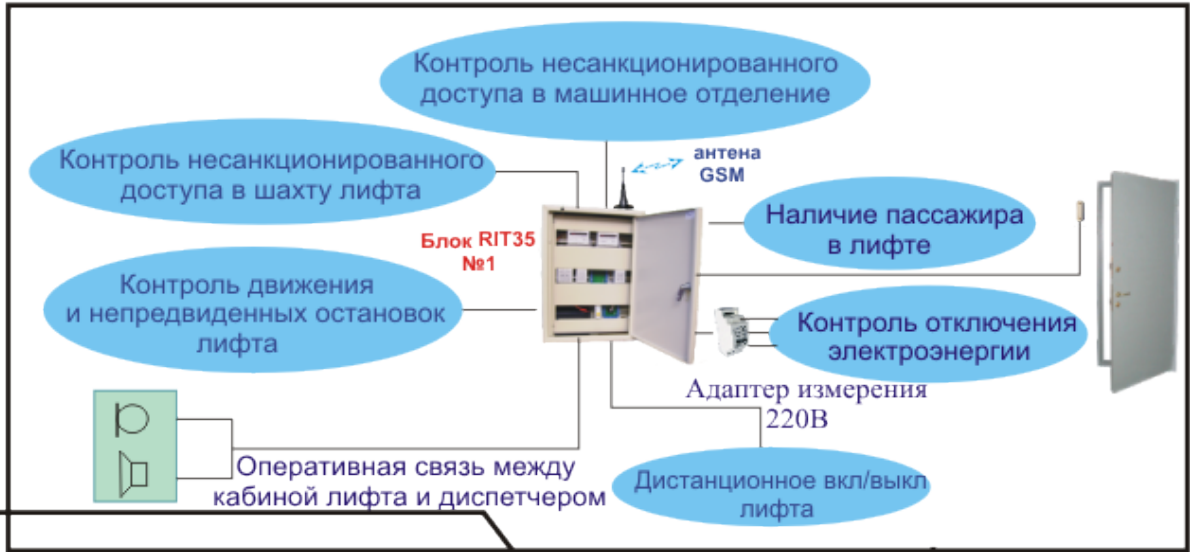 Контроль несанкционированного
доступа в машинное отделение
Контроль несанкционированного
доступа в шахту лифта
антена
GSM
Блок RIT35
№1
Наличие пассажира
в лифте
Контроль движения
и непредвиденных остановок
лифта
Контроль отключения
электроэнергии
Адаптер измерения
220В
Оперативная связь между
кабиной лифта и диспетчером
Дистанционное вкл/выкл
лифта